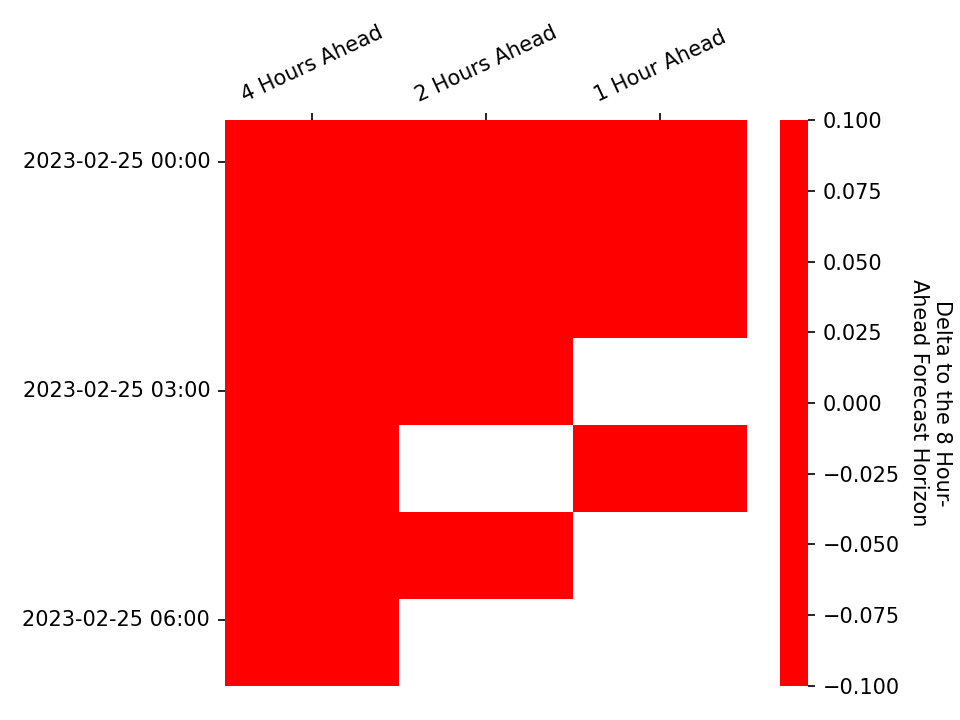 4 Hours Ahead
2 Hours Ahead
1 Hour Ahead
2023-02-25 00:00
2023-02-25 03:00
2023-02-25 06:00
0.100
0.075
0.050
0.025
0.000
−0.025
−0.050
−0.075
−0.100
Delta to the 8 Hour-
Ahead Forecast Horizon